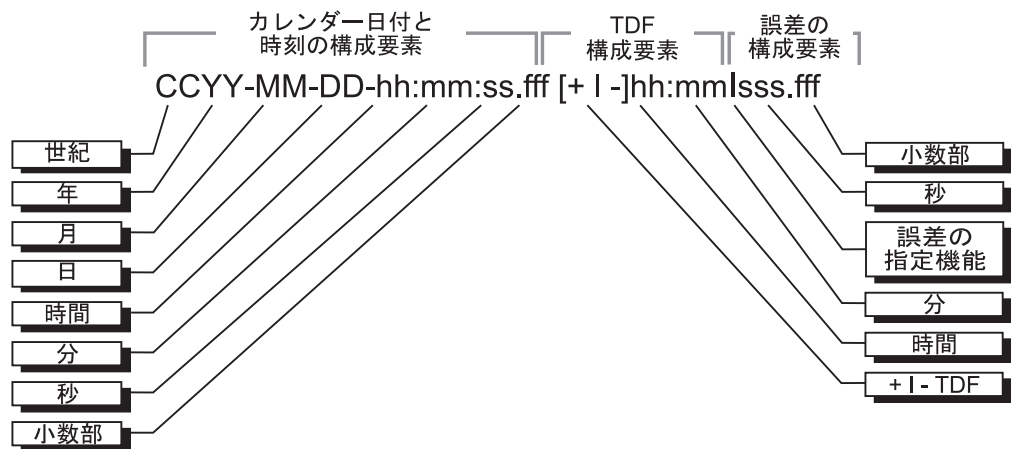 カレンダー日付と
時刻の構成要素
TDF
構成要素
誤差の
構成要素
CCYY-MM-DD-hh:mm:ss.fff [+ I -]hh:mmIsss.fff
世紀
年
月
日
時間
分
秒
小数部
小数部
秒
誤差の
指定機能
分
時間
+ I - TDF